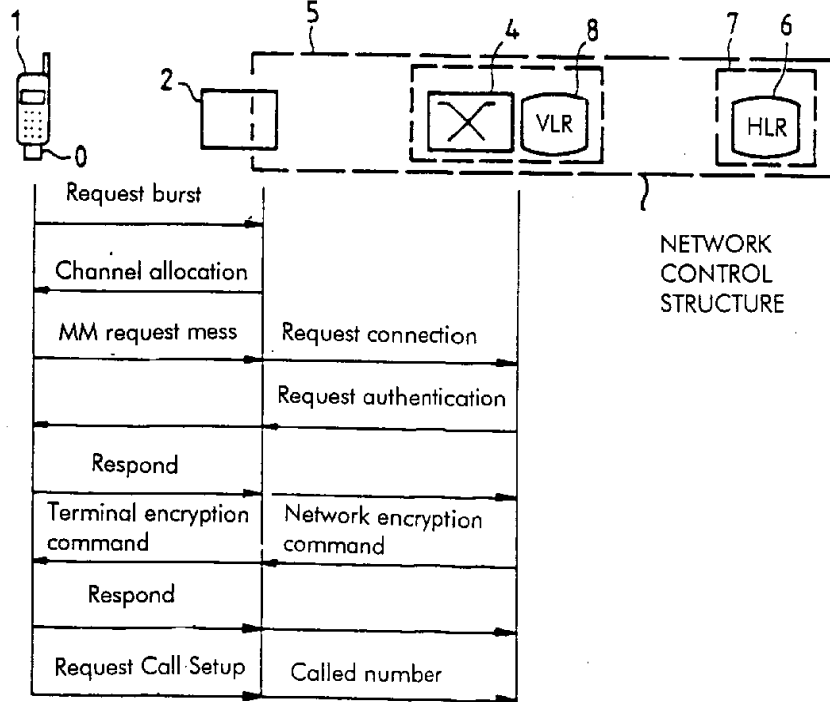 1
5
4
8
7
6
2
VLR
HLR
0
Request burst
NETWORK
CONTROL
STRUCTURE
Channel allocation
MM request mess
Request connection
Request authentication
Respond
Terminal encryption
command
Network encryption
command
Respond
Request Call Setup
Called number